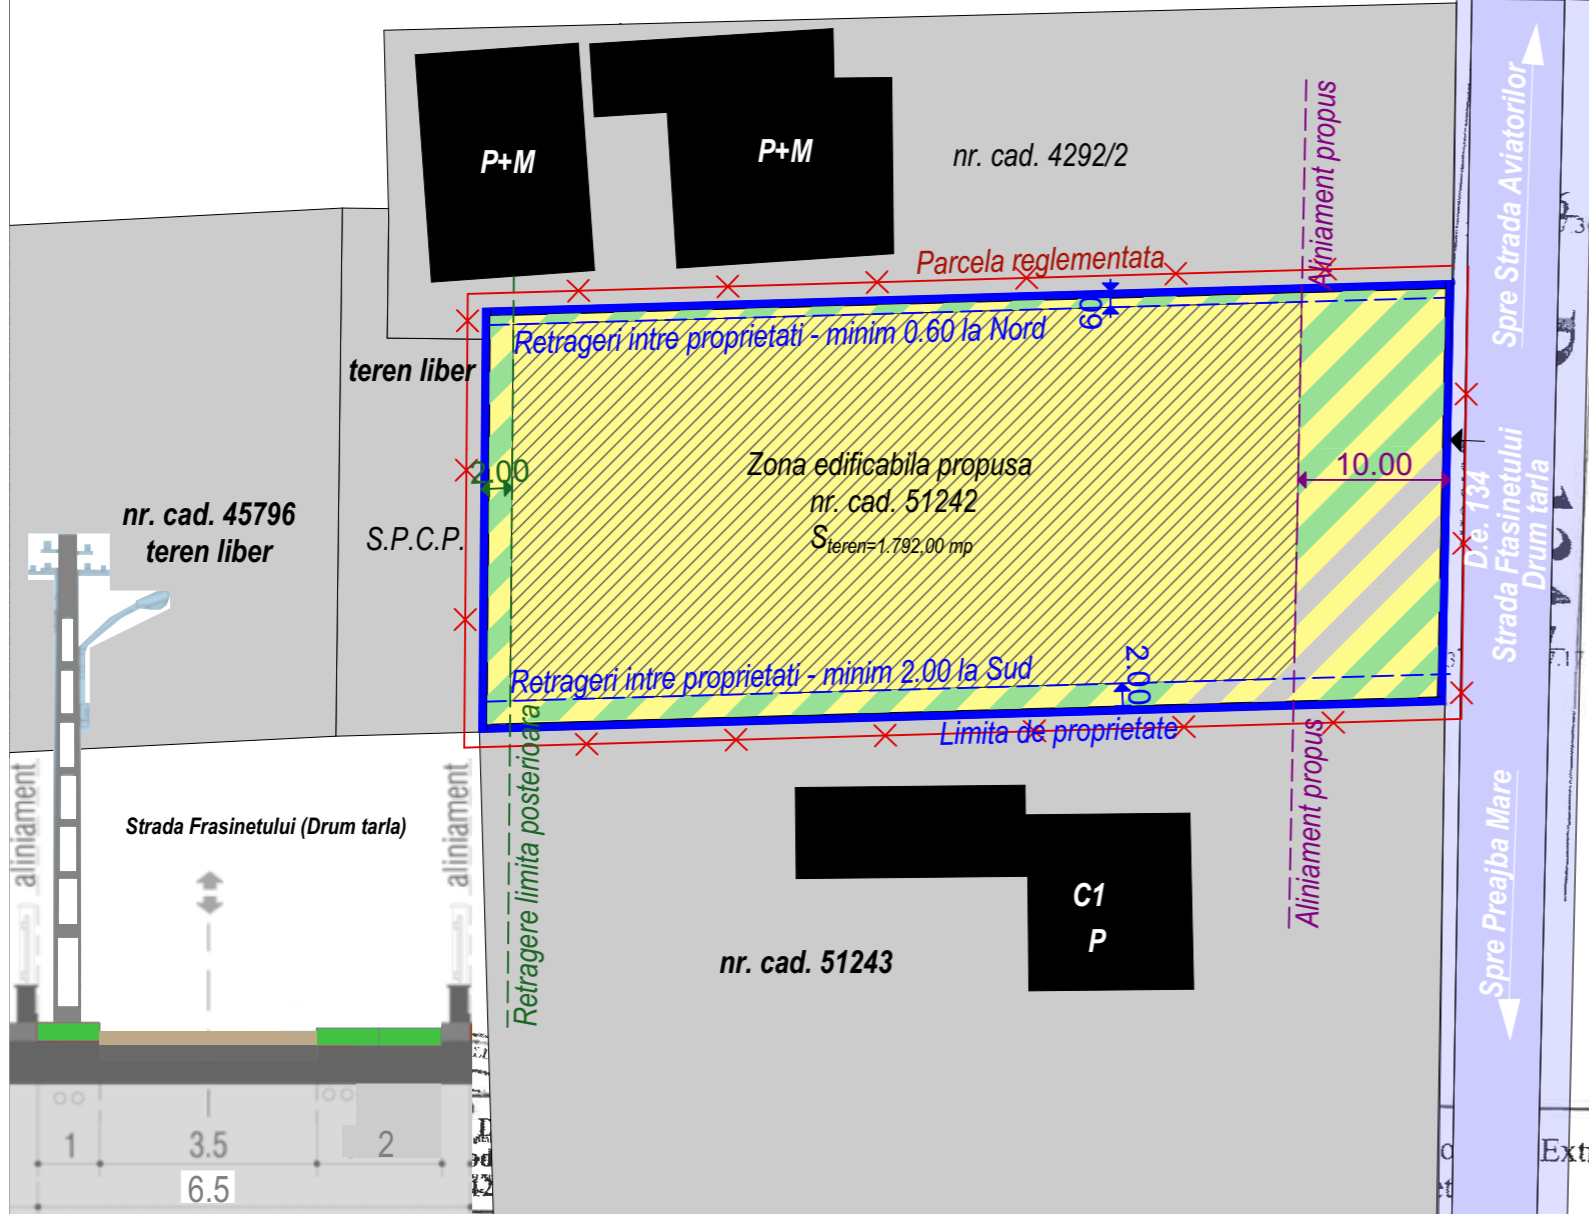 P+M
P+M
nr. cad. 4292/2
Aliniament propus
Spre Strada Aviatorilor
Parcela reglementata
60
Retrageri intre proprietati - minim 0.60 la Nord
teren liber
2.00
Zona edificabila propusa
nr. cad. 51242
Steren=1.792,00 mp
10.00
D.e. 134
Strada Ftasinetului
Drum tarla
nr. cad. 45796
teren liber
S.P.C.P.
Retrageri intre proprietati - minim 2.00 la Sud
2.00
Limita de proprietate
Retragere limita posterioara
Aliniament propus
Spre Preajba Mare
aliniament
Strada Frasinetului (Drum tarla)
aliniament
C1
P
nr. cad. 51243
1
3.5
2
6.5